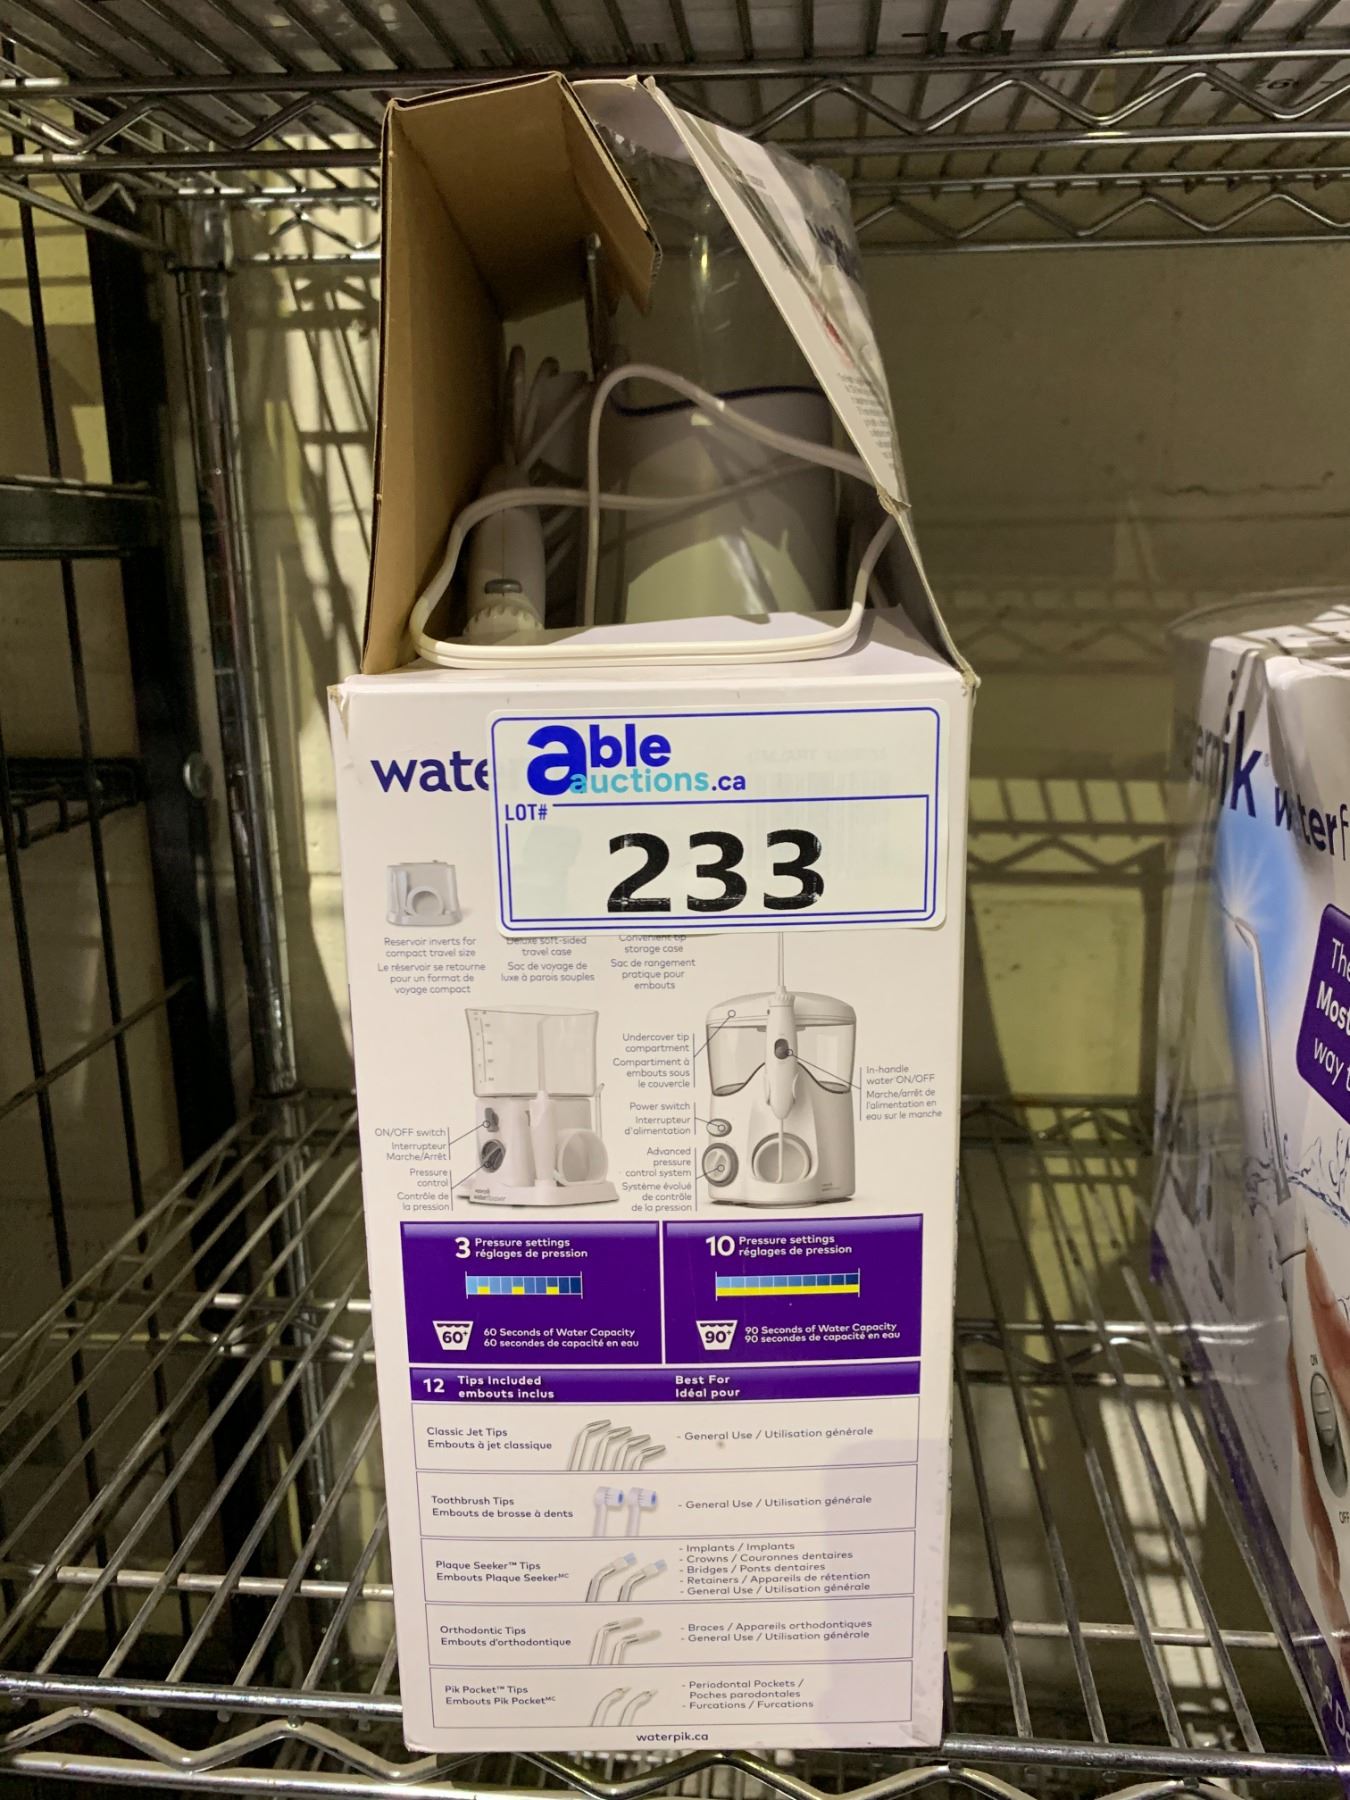 wate
able
auctions.ca
LOT#
233
Reservoir inverts for
compact travel size
Le réservoir se retourne
pour un format de
voyage compact
Deluxe soft-sided
travel case
Sac de voyage de
luxe à parois souples
Convenient tip
storage case
Sac de rangement
pratique pour
embouts
ON/OFF switch
Interrupteur
Marche/Arrêt
Pressure
control
Contrôle de
la pression
Undercover tip
compartment
Compartiment à
embouts sous
le couvercle
Power switch
Interrupteur
d'alimentation
Advanced
pressure
control system
Système évolué
de contrôle
de la pression
In-handle
water ON/OFF
Marche/arrêt de
l'alimentation en
eau sur le manche
3 Pressure settings
réglages de pression
60+ 60 Seconds of Water Capacity
60 secondes de capacité en eau
10 Pressure settings
réglages de pression
90+ 90 Seconds of Water Capacity
90 secondes de capacité en eau
12 Tips Included
embouts inclus
Best For
Idéal pour
Classic Jet Tips
Embouts à jet classique
- General Use / Utilisation générale
Toothbrush Tips
Embouts de brosse à dents
- General Use / Utilisation générale
Plaque Seeker™ Tips
Embouts Plaque Seeker MC
- Implants / Implants
- Crowns / Couronnes dentaires
- Bridges / Ponts dentaires
- Retainers / Appareils de rétention
- General Use / Utilisation générale
Orthodontic Tips
Embouts d'orthodontique
- Braces / Appareils orthodontiques
- General Use / Utilisation générale
Pik Pocket™ Tips
Embouts Pik Pocket MC
- Periodontal Pockets /
Poches parodontales
- Furcations / Furcations
waterpik.ca
The
Most
way
ON
OFF